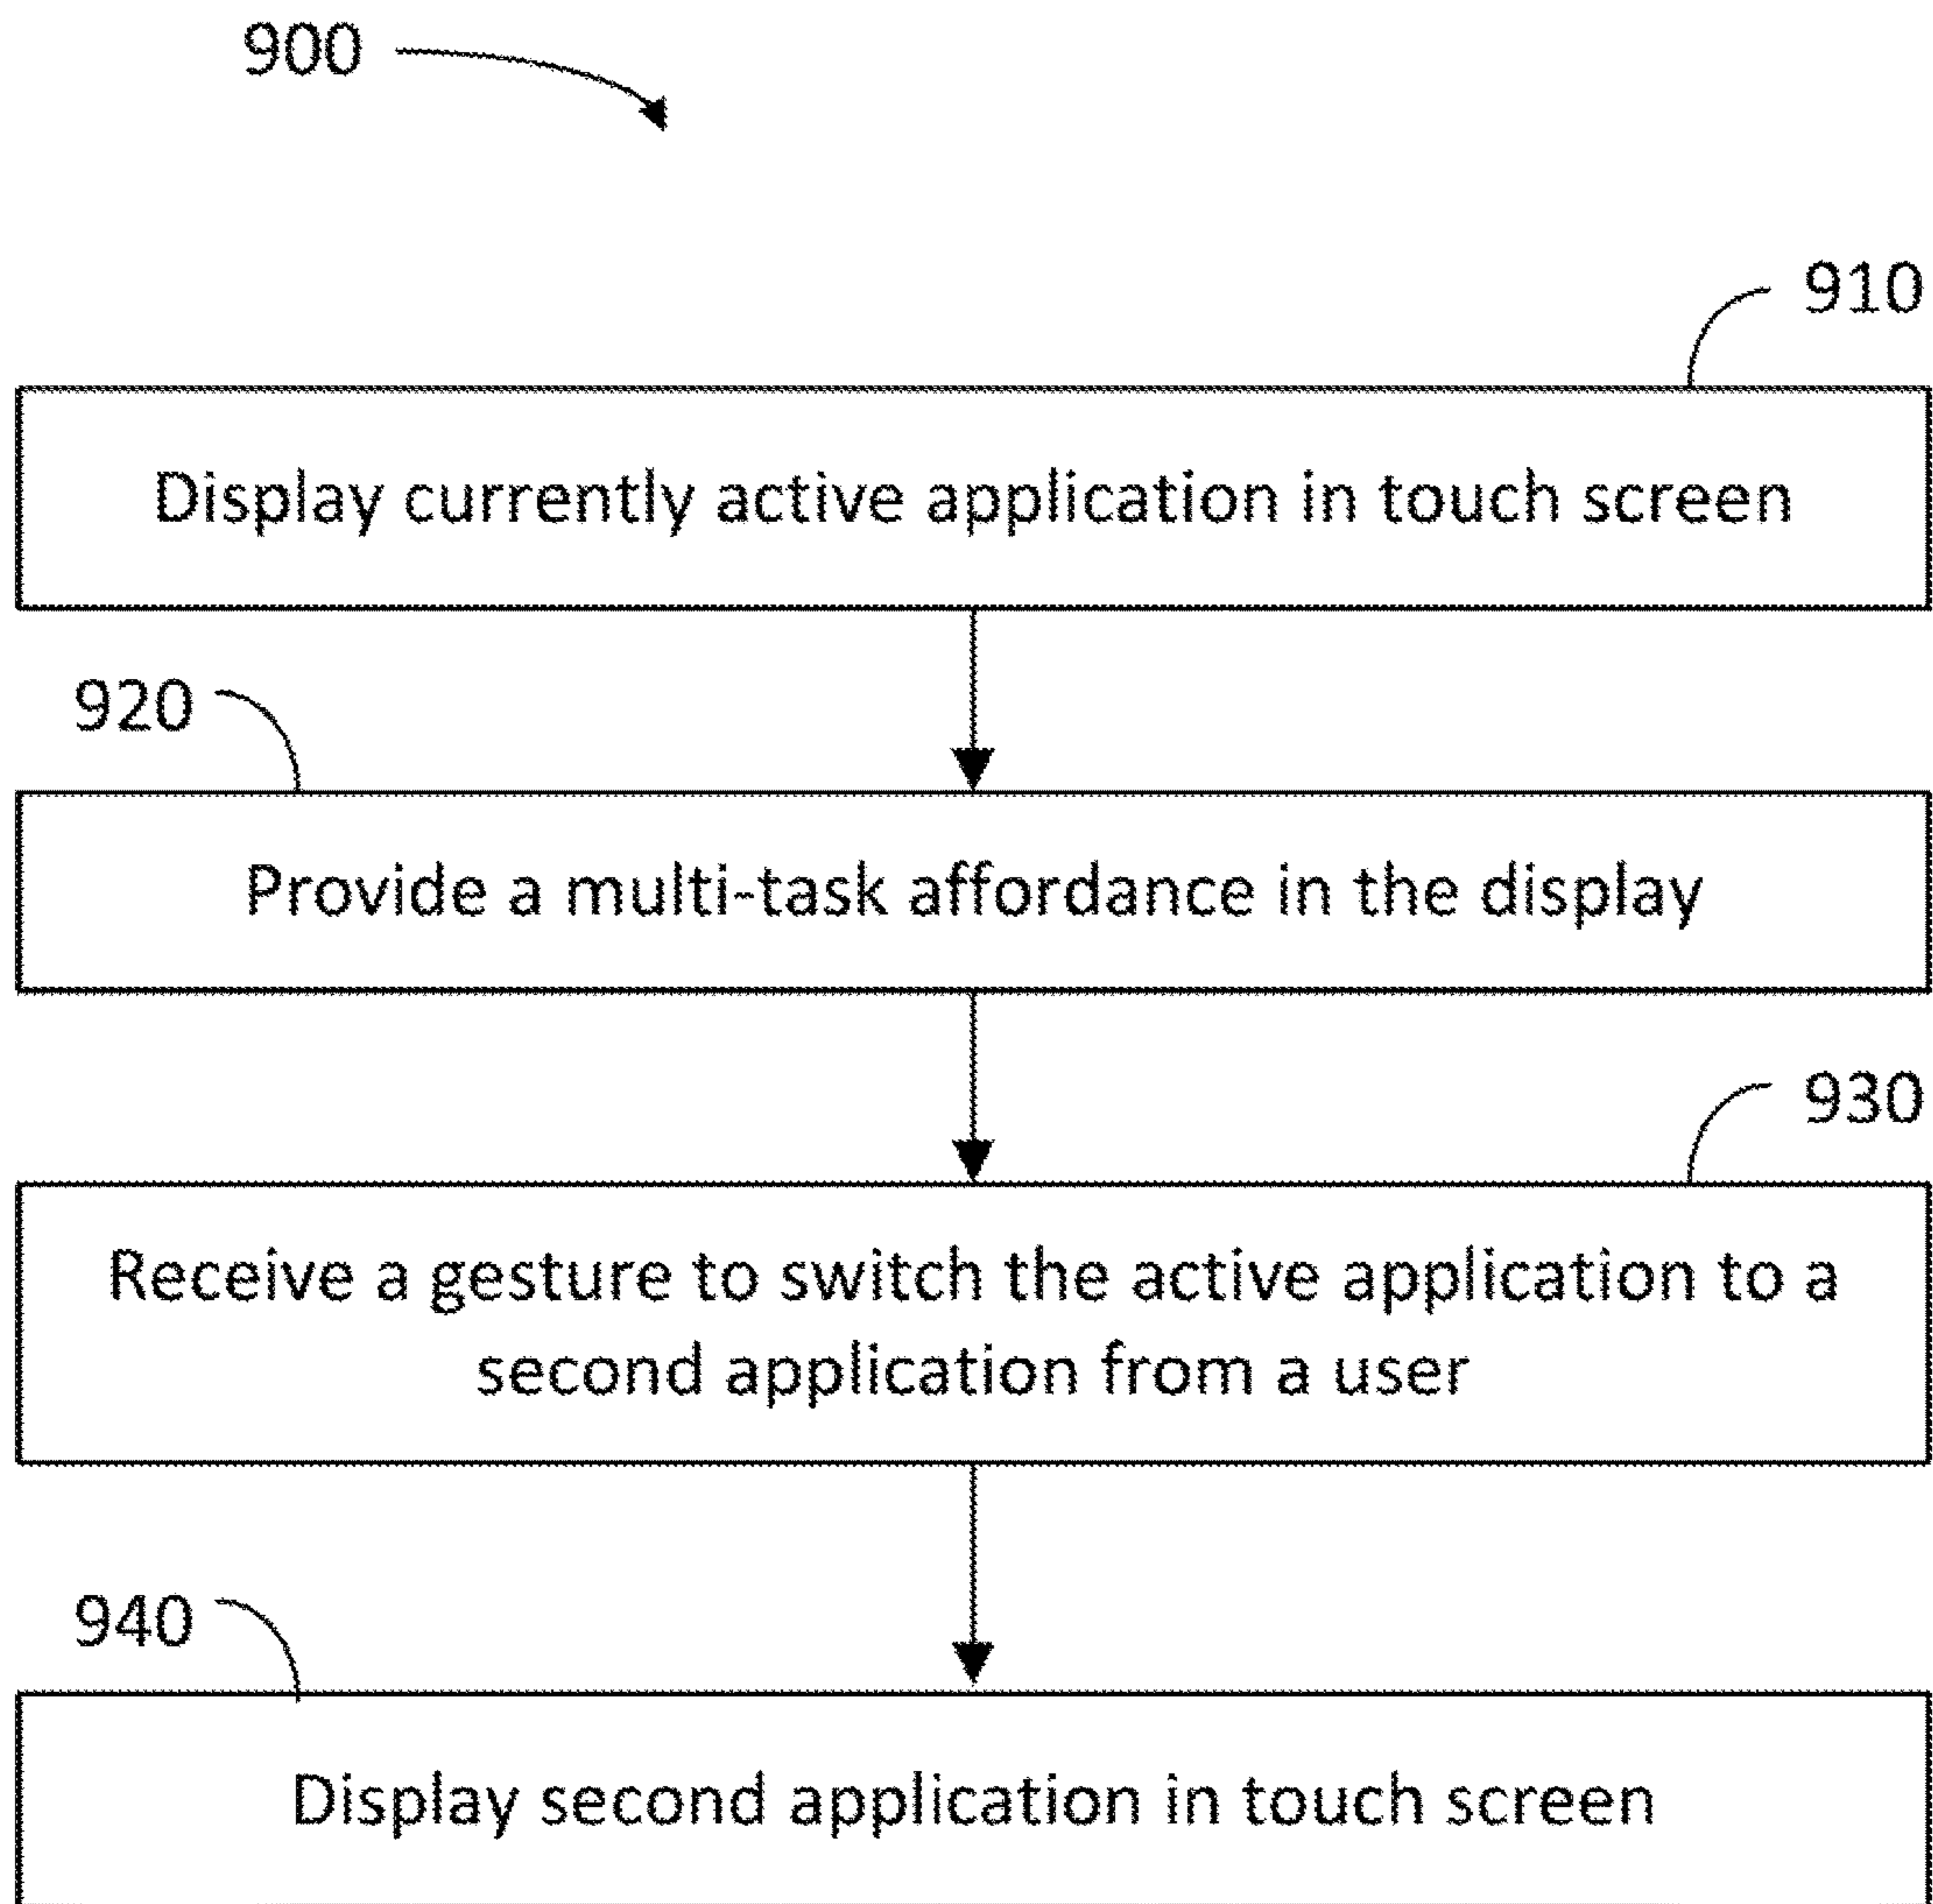 900
910
Display currently active application in touch screen
920
Provide a multi-task affordance in the display
930
Receive a gesture to switch the active application to a
second application from a user
940
Display second application in touch screen